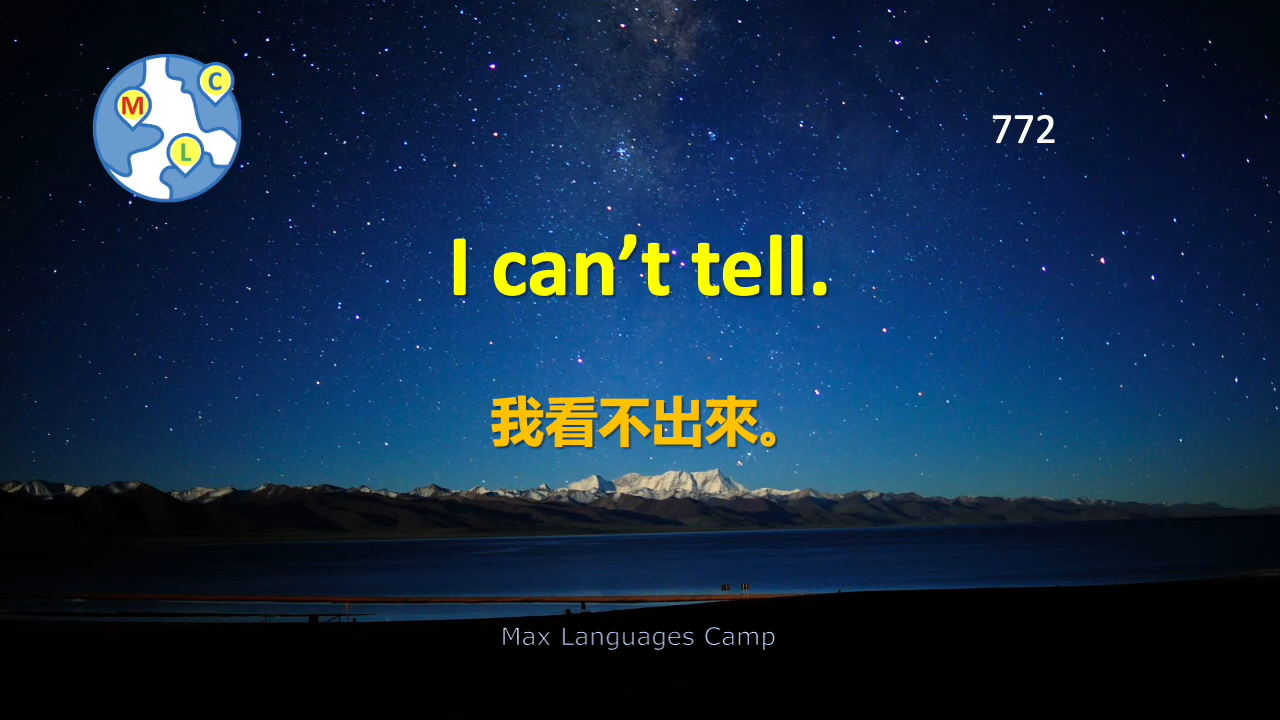 M
C
L
772
I can’t tell.
我看不出來。
Max Languages Camp